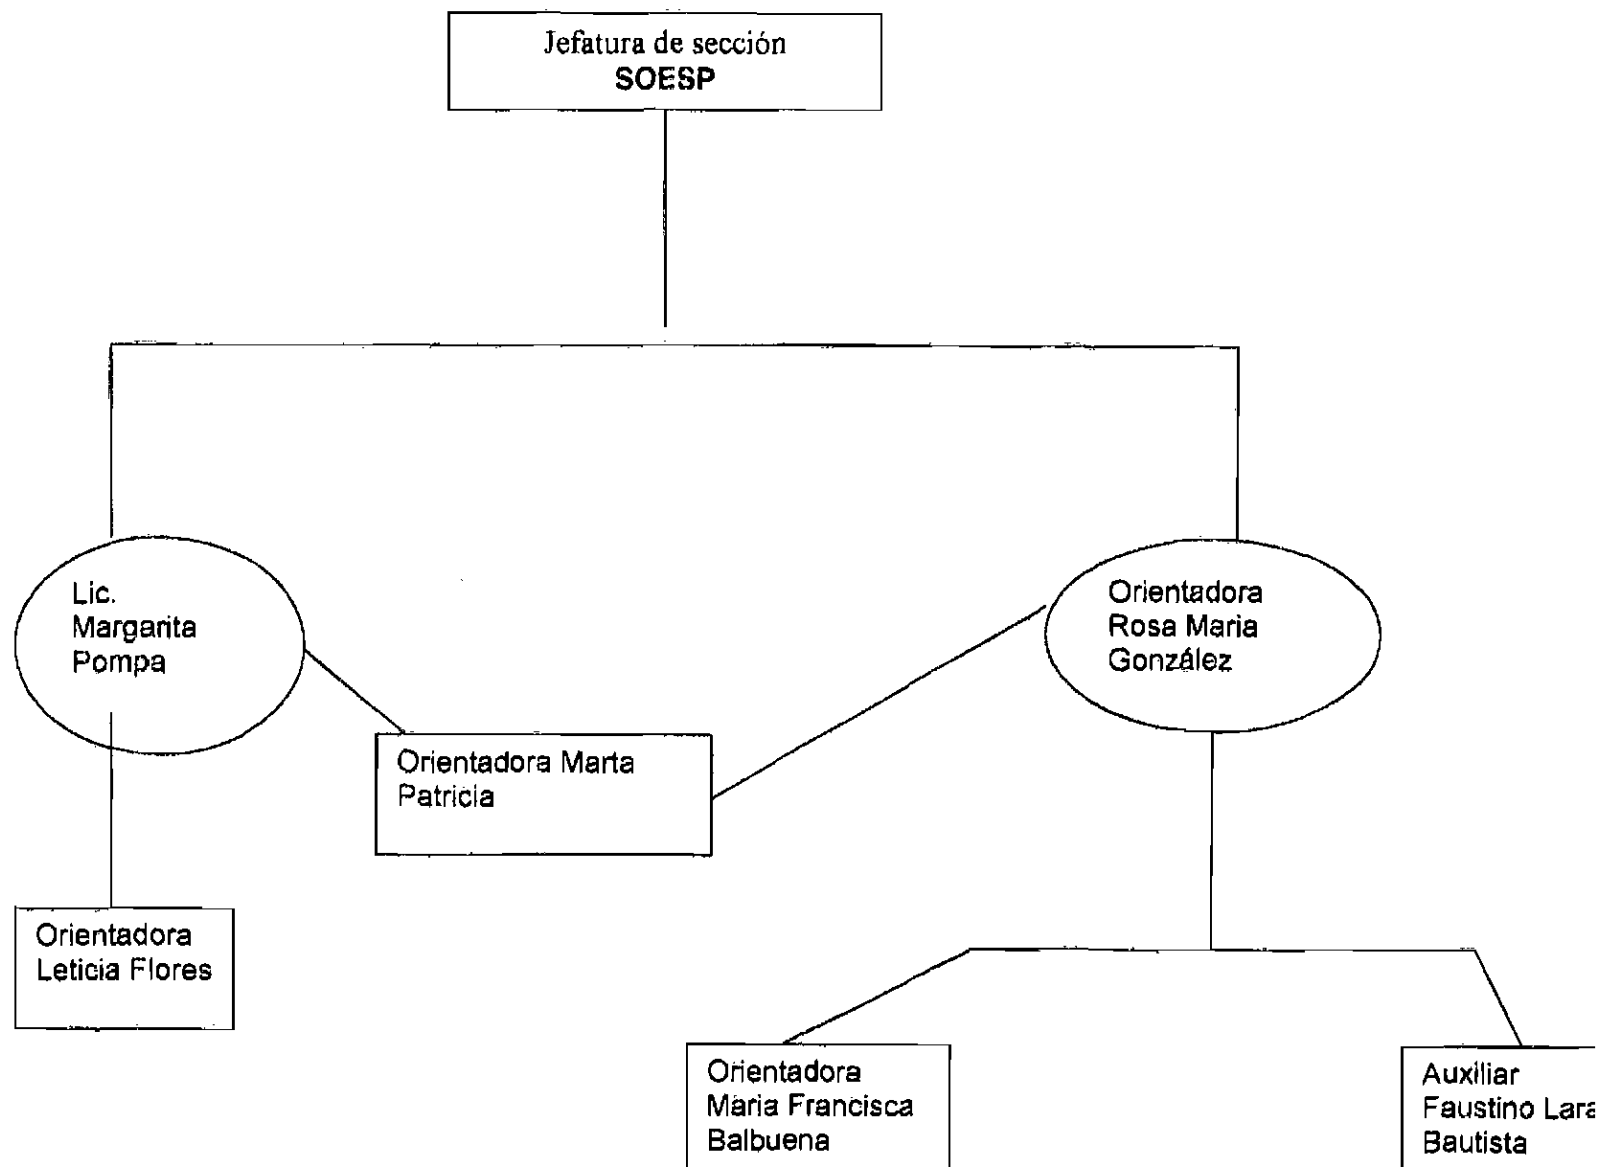 Jefatura de sección
SOESP
Lic.
Margarita
Pompa
Orientadora
Rosa Maria
González
Orientadora Marta
Patricia
Orientadora
Leticia Flores
Orientadora
Maria Francisca
Balbuena
Auxiliar
Faustino Lara
Bautista